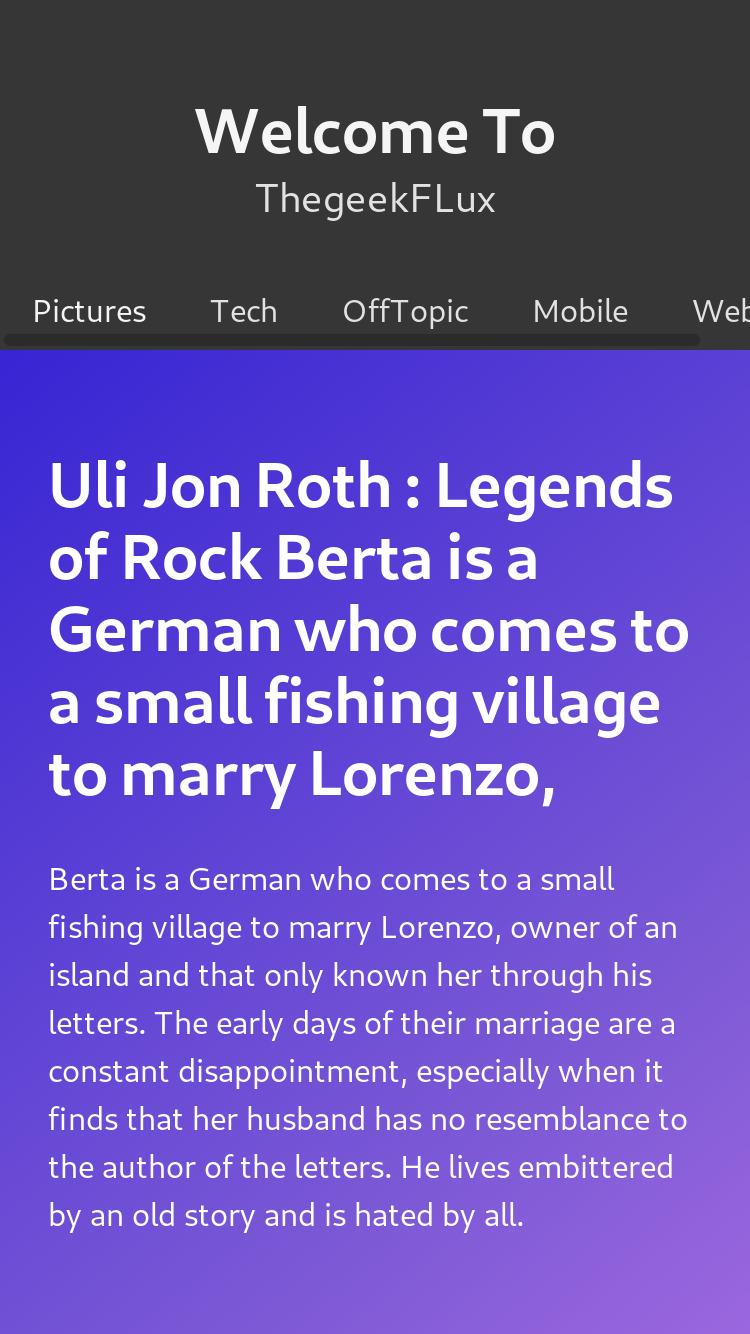 Welcome To
ThegeekFLux
Pictures Tech OffTopic Mobile Web
Uli Jon Roth : Legends
of Rock Berta is a
German who comes to
a small fishing village
to marry Lorenzo,
Berta is a German who comes to a small
fishing village to marry Lorenzo, owner of an
island and that only known her through his
letters. The early days of their marriage are a
constant disappointment, especially when it
finds that her husband has no resemblance to
the author of the letters. He lives embittered
by an old story and is hated by all.